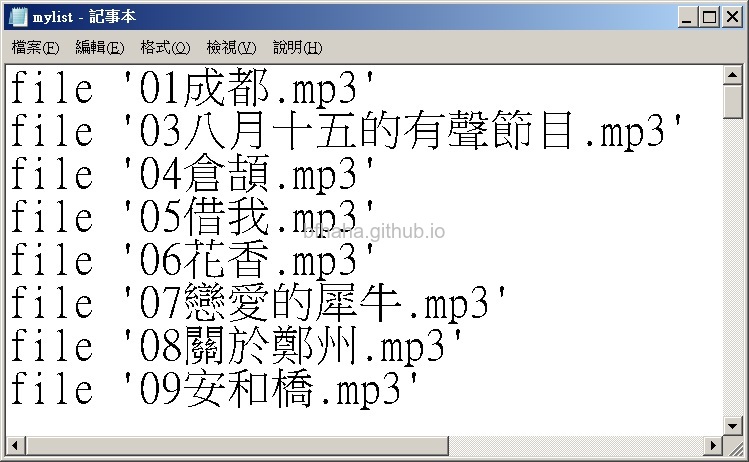 mylist - 記事本
檔案(F) 編輯(E) 格式(O) 檢視(V) 說明(H)
file '01成都.mp3'
file '03八月十五的有聲節目.mp3'
file '04倉頡.mp3'
file '05借我.mp3'
bfhaha.github.io
file '06花香.mp3'
file '07戀愛的犀牛.mp3'
file '08關於鄭州.mp3'
file '09安和橋.mp3'